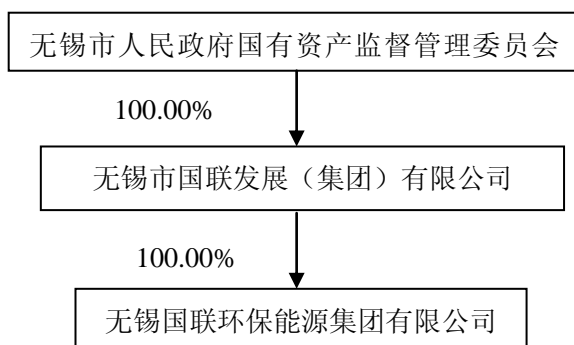 无锡市人民政府国有资产监督管理委员会
100.00%
无锡市国联发展（集团）有限公司
100.00%
无锡国联环保能源集团有限公司